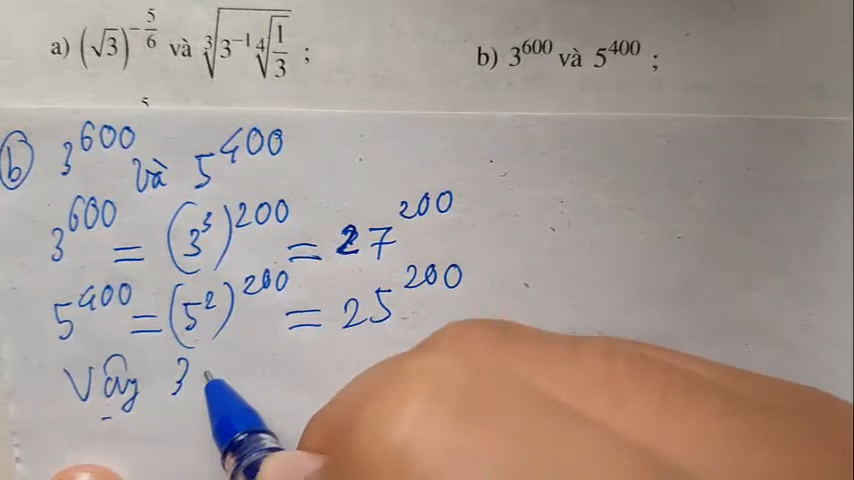 a) (√3)^{-5/6} và ∛(3^{-1} ∜(1/3)) ; b) 3^{600} và 5^{400} ;
5
b) 3^{600} và 5^{400}
3^{600} = (3^3)^{200} = 27^{200}
5^{400} = (5^2)^{200} = 25^{200}
Vậy 3